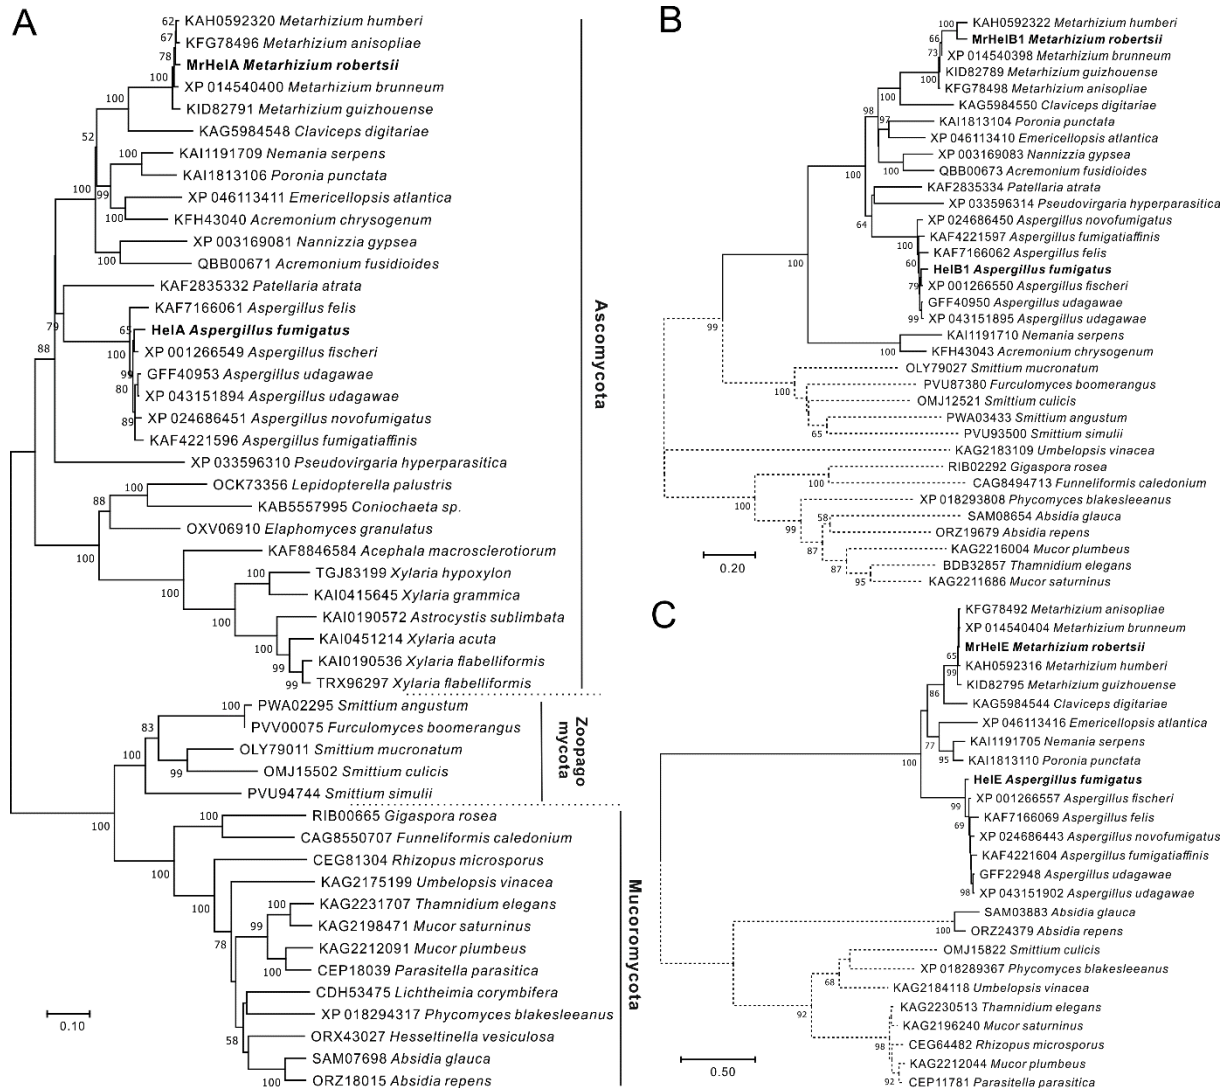 A
KAH0592320 Metarhizium humberi
KFG78496 Metarhizium anisopliae
MrHelA Metarhizium robertsii
XP 014540400 Metarhizium brunneum
KID82791 Metarhizium guizhouense
KAG5984548 Claviceps digitariae
KAI1191709 Nemania serpens
KAI1813106 Poronia punctata
XP 046113411 Emericellopsis atlantica
KFH43040 Acremonium chrysogenum
XP 003169081 Nannizzia gypsea
QBB00671 Acremonium fusidioides
KAF2835332 Patellaria atrata
KAF7166061 Aspergillus felis
HelA Aspergillus fumigatus
XP 001266549 Aspergillus fischeri
GFF40953 Aspergillus udagawae
XP 043151894 Aspergillus udagawae
XP 024686451 Aspergillus novofumigatus
KAF4221596 Aspergillus fumigatiaffinis
XP 033596310 Pseudovirgaria hyperparasitica
OCK73356 Lepidopterella palustris
KAB5557995 Coniochaeta sp.
OXV06910 Elaphomyces granulatus
KAF8846584 Acephala macrosclerotiorum
TGJ83199 Xylaria hypoxylon
KAI0415645 Xylaria grammica
KAI0190572 Astrocystis sublimbata
KAI0451214 Xylaria acuta
KAI0190536 Xylaria flabelliformis
TRX96297 Xylaria flabelliformis
PWA02295 Smittium angustum
PVV00075 Furculomyces boomerangus
OLY79011 Smittium mucronatum
OMJ15502 Smittium culicis
PVU94744 Smittium simulii
RIB00665 Gigaspora rosea
CAG8550707 Funneliformis caledonium
CEG81304 Rhizopus microsporus
KAG2175199 Umbelopsis vinacea
KAG2231707 Thamnidium elegans
KAG2198471 Mucor saturninus
KAG2212091 Mucor plumbeus
CEP18039 Parasitella parasitica
CDH53475 Lichtheimia corymbifera
XP 018294317 Phycomyces blakesleeanus
ORX43027 Hesseltinella vesiculosa
SAM07698 Absidia glauca
ORZ18015 Absidia repens
62
67
78
100
100
52
100
100
99
100
100
79
88
65
100
99
80
89
88
100
100
100
100
100
99
99
100
83
99
100
100
100
100
100
100
99
100
78
58
100
0.10
Ascomycota
Zoopago
mycota
Mucoromycota
B
KAH0592322 Metarhizium humberi
MrHelB1 Metarhizium robertsii
XP 014540398 Metarhizium brunneum
KID82789 Metarhizium guizhouense
KFG78498 Metarhizium anisopliae
KAG5984550 Claviceps digitariae
KAI1813104 Poronia punctata
XP 046113410 Emericellopsis atlantica
XP 003169083 Nannizzia gypsea
QBB00673 Acremonium fusidioides
KAF2835334 Patellaria atrata
XP 033596314 Pseudovirgaria hyperparasitica
XP 024686450 Aspergillus novofumigatus
KAF4221597 Aspergillus fumigatiaffinis
KAF7166062 Aspergillus felis
HelB1 Aspergillus fumigatus
XP 001266550 Aspergillus fischeri
GFF40950 Aspergillus udagawae
XP 043151895 Aspergillus udagawae
KAI1191710 Nemania serpens
KFH43043 Acremonium chrysogenum
OLY79027 Smittium mucronatum
PVU87380 Furculomyces boomerangus
OMJ12521 Smittium culicis
PWA03433 Smittium angustum
PVU93500 Smittium simulii
KAG2183109 Umbelopsis vinacea
RIB02292 Gigaspora rosea
CAG8494713 Funneliformis caledonium
XP 018293808 Phycomyces blakesleeanus
SAM08654 Absidia glauca
ORZ19679 Absidia repens
KAG2216004 Mucor plumbeus
BDB32857 Thamnidium elegans
KAG2211686 Mucor saturninus
100
66
73
100
98
97
100
100
64
100
60
79
99
100
100
99
100
65
100
100
99
58
87
87
95
0.20
C
KFG78492 Metarhizium anisopliae
XP 014540404 Metarhizium brunneum
MrHelE Metarhizium robertsii
KAH0592316 Metarhizium humberi
KID82795 Metarhizium guizhouense
KAG5984544 Claviceps digitariae
XP 046113416 Emericellopsis atlantica
KAI1191705 Nemania serpens
KAI1813110 Poronia punctata
HelE Aspergillus fumigatus
XP 001266557 Aspergillus fischeri
KAF7166069 Aspergillus felis
XP 024686443 Aspergillus novofumigatus
KAF4221604 Aspergillus fumigatiaffinis
GFF22948 Aspergillus udagawae
XP 043151902 Aspergillus udagawae
SAM03883 Absidia glauca
ORZ24379 Absidia repens
OMJ15822 Smittium culicis
XP 018289367 Phycomyces blakesleeanus
KAG2184118 Umbelopsis vinacea
KAG2230513 Thamnidium elegans
KAG2196240 Mucor saturninus
CEG64482 Rhizopus microsporus
KAG2212044 Mucor plumbeus
CEP11781 Parasitella parasitica
65
99
86
77
95
100
99
69
98
100
68
92
98
92
0.50